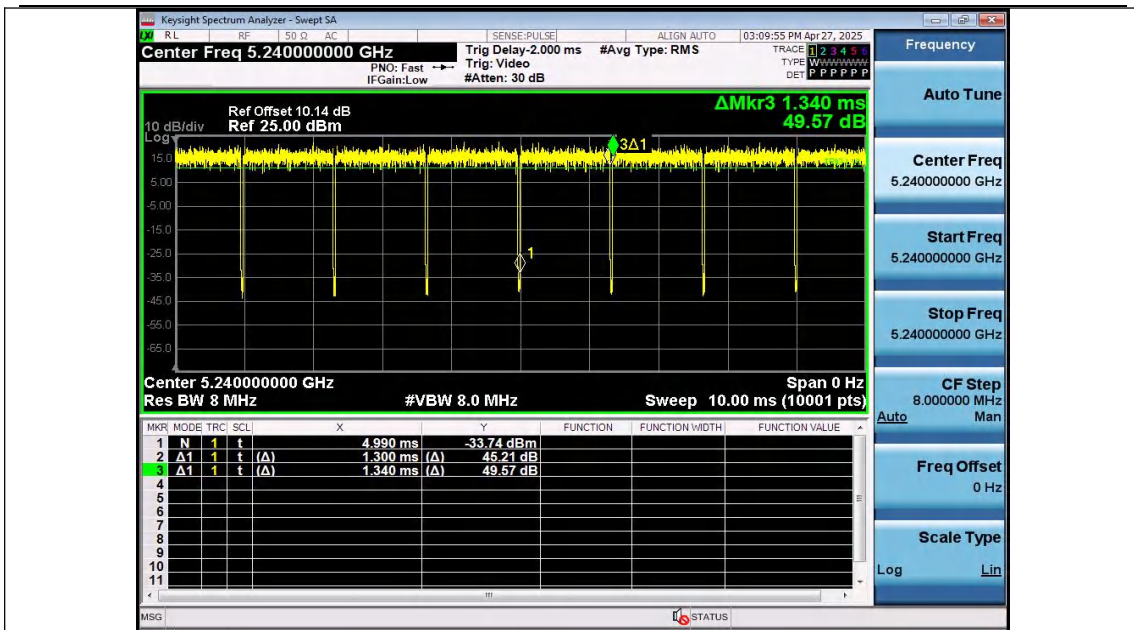 Keysight Spectrum Analyzer - Swept SA
LXI RL RF 50 Ω AC SENSE:PULSE ALIGN AUTO 03:09:55 PM Apr 27, 2025
Center Freq 5.240000000 GHz Trig Delay-2.000 ms #Avg Type: RMS TRACE 1 2 3 4 5 6
PNO: Fast Trig: Video TYPE WWWWWW
IFGain:Low #Atten: 30 dB DET P P P P P P
Ref Offset 10.14 dB ΔMkr3 1.340 ms
10 dB/div Ref 25.00 dBm 49.57 dB
Log
3Δ1
15.0
5.00
-5.00
-15.0
-25.0
1
-35.0
-45.0
-55.0
-65.0
Center 5.240000000 GHz Span 0 Hz
Res BW 8 MHz #VBW 8.0 MHz Sweep 10.00 ms (10001 pts)
MKR MODE TRC SCL X Y FUNCTION FUNCTION WIDTH FUNCTION VALUE
1 N 1 t 4.990 ms -33.74 dBm
2 Δ1 1 t (Δ) 1.300 ms (Δ) 45.21 dB
3 Δ1 1 t (Δ) 1.340 ms (Δ) 49.57 dB
4
5
6
7
8
9
10
11
MSG STATUS
Frequency
Auto Tune
Center Freq
5.240000000 GHz
Start Freq
5.240000000 GHz
Stop Freq
5.240000000 GHz
CF Step
8.000000 MHz
Auto Man
Freq Offset
0 Hz
Scale Type
Log Lin